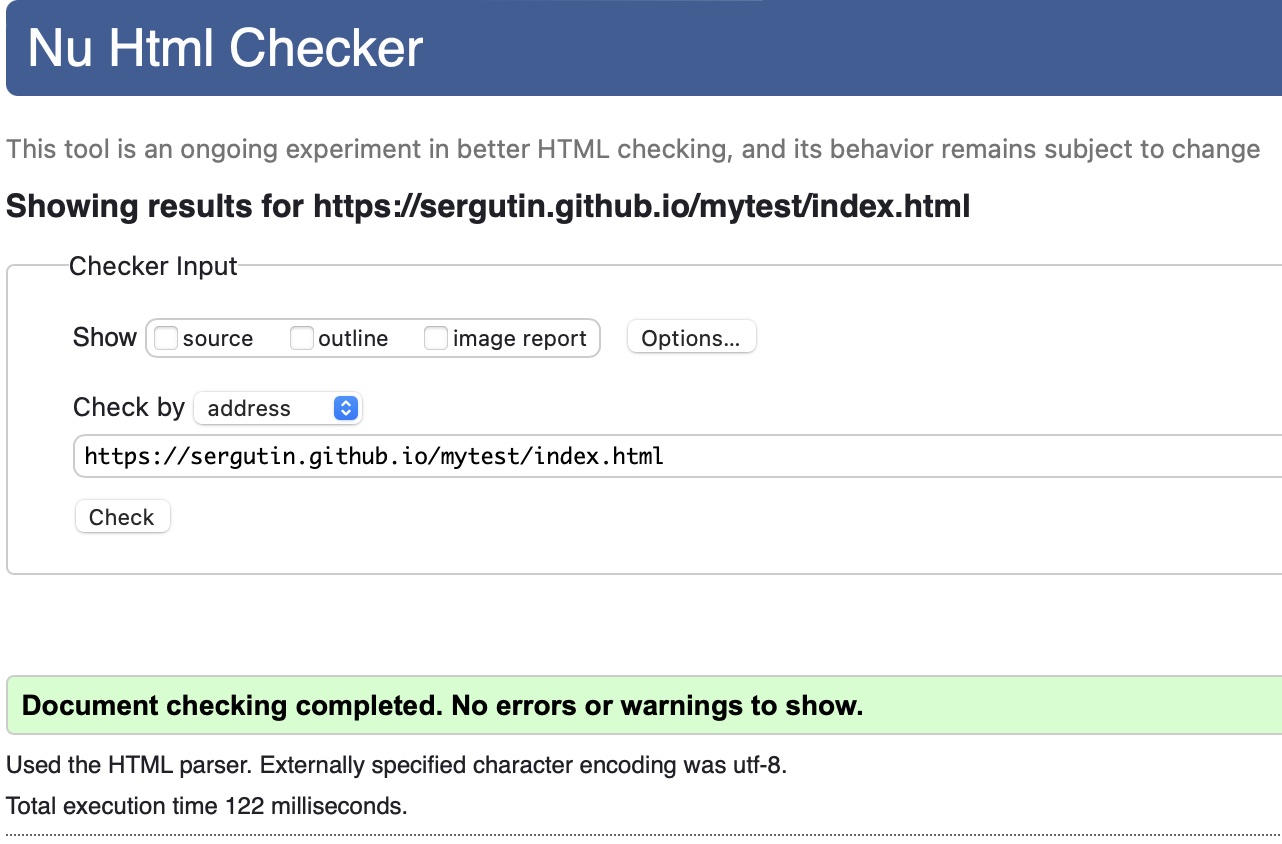 Nu Html Checker
This tool is an ongoing experiment in better HTML checking, and its behavior remains subject to change
Showing results for https://sergutin.github.io/mytest/index.html
Checker Input
Show source outline image report Options...
Check by address
https://sergutin.github.io/mytest/index.html
Check
Document checking completed. No errors or warnings to show.
Used the HTML parser. Externally specified character encoding was utf-8.
Total execution time 122 milliseconds.